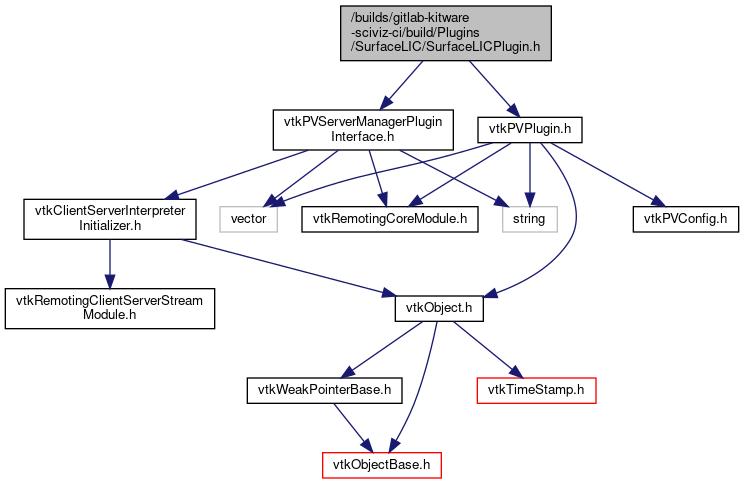 /builds/gitlab-kitware
-sciviz-ci/build/Plugins
/SurfaceLIC/SurfaceLICPlugin.h
vtkPVServerManagerPlugin
Interface.h
vtkPVPlugin.h
vtkClientServerInterpreter
Initializer.h
vector
vtkRemotingCoreModule.h
string
vtkPVConfig.h
vtkRemotingClientServerStream
Module.h
vtkObject.h
vtkWeakPointerBase.h
vtkTimeStamp.h
vtkObjectBase.h